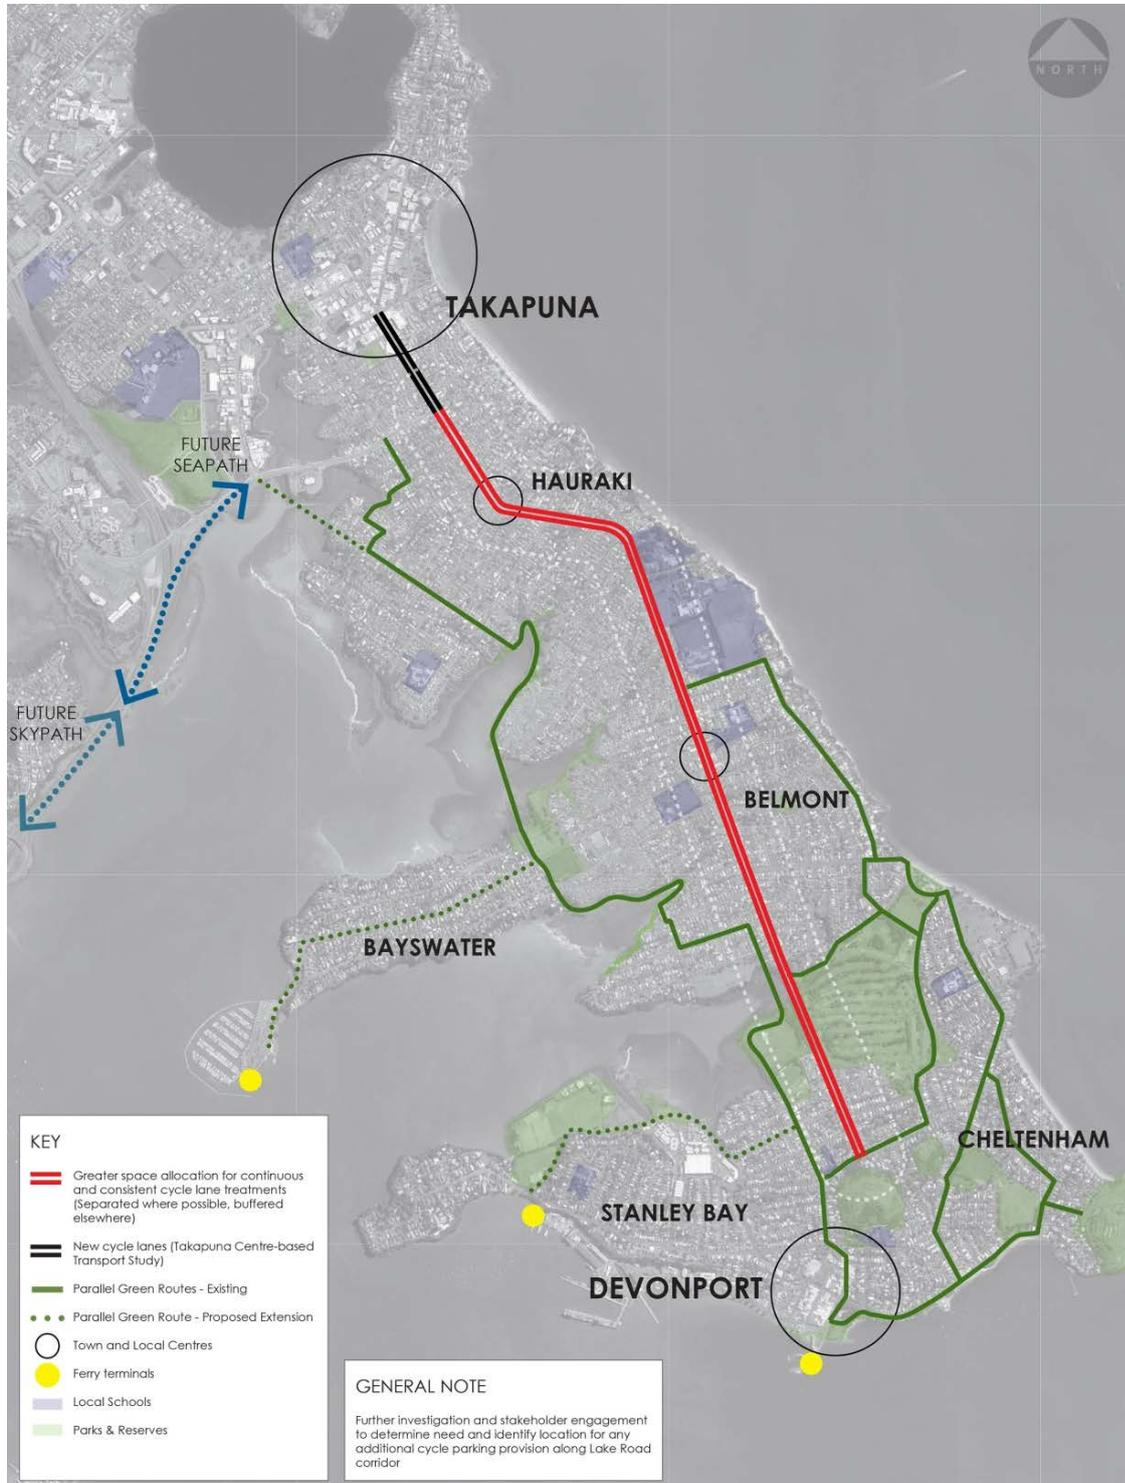 NORTH
TAKAPUNA
FUTURE
SEAPATH
HAURAKI
FUTURE
SKYPATH
BELMONT
BAYSWATER
CHELTENHAM
STANLEY BAY
DEVONPORT
KEY
Greater space allocation for continuous
and consistent cycle lane treatments
(Separated where possible, buffered
elsewhere)
New cycle lanes (Takapuna Centre-based
Transport Study)
Parallel Green Routes - Existing
Parallel Green Route - Proposed Extension
Town and Local Centres
Ferry terminals
Local Schools
Parks & Reserves
GENERAL NOTE
Further investigation and stakeholder engagement
to determine need and identify location for any
additional cycle parking provision along Lake Road
corridor